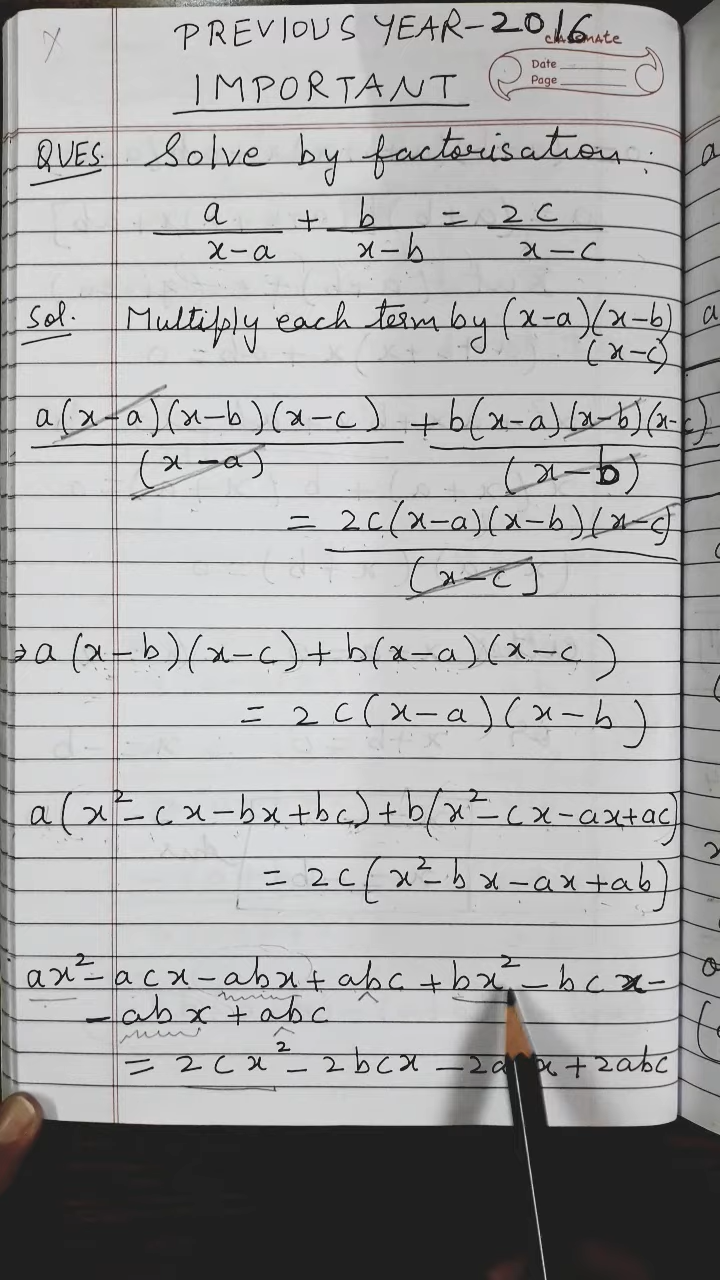 PREVIOUS YEAR-2016
classmate
IMPORTANT
Date
Page
QUES. Solve by factorisation:
a/(x-a) + b/(x-b) = 2c/(x-c)
Sol. Multiply each term by (x-a)(x-b)
(x-c)
a(x-a)(x-b)(x-c)/(x-a) + b(x-a)(x-b)(x-c)/(x-b)
= 2c(x-a)(x-b)(x-c)/(x-c)
⇒ a(x-b)(x-c)+b(x-a)(x-c)
= 2c(x-a)(x-b)
a(x²-cx-bx+bc)+b(x²-cx-ax+ac)
= 2c(x²-bx-ax+ab)
ax²-acx-abx+abc+bx²-bcx-
-abx+abc
= 2cx²-2bcx-2a x+2abc